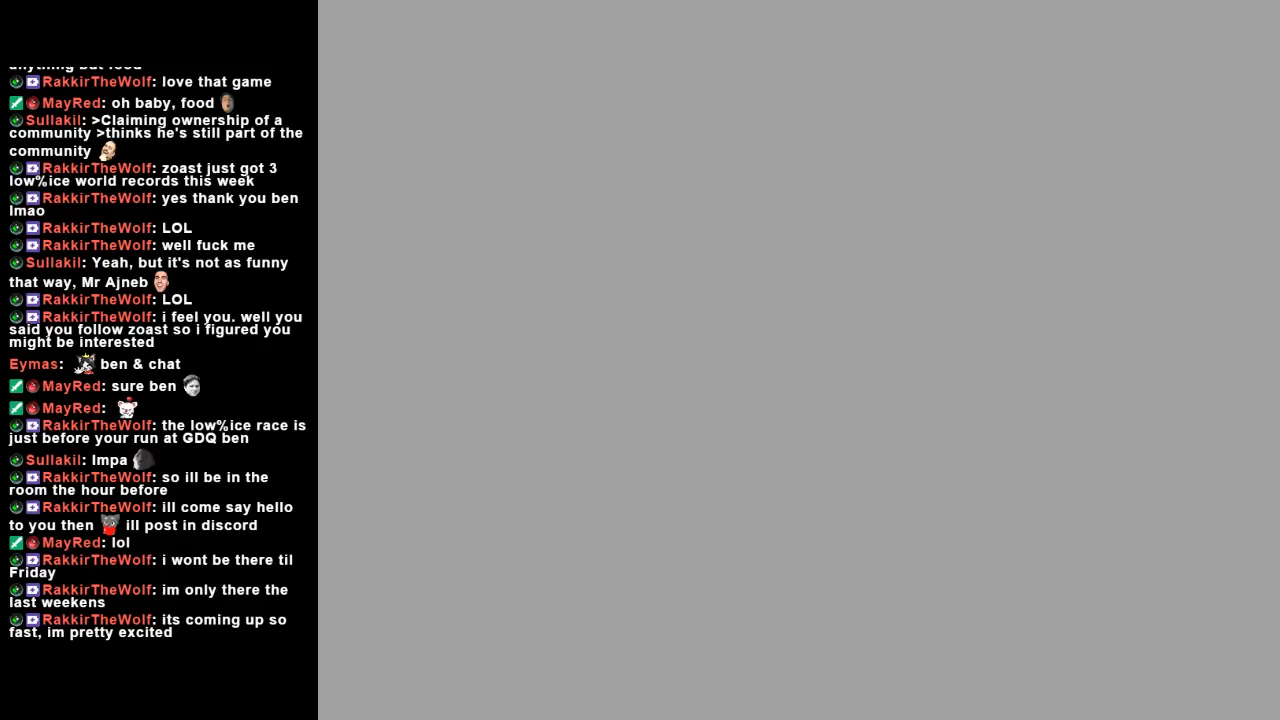 anything but food
RakkirTheWolf: love that game
MayRed: oh baby, food
Sullakil: >Claiming ownership of a
community >thinks he's still part of the
community
RakkirTheWolf: zoast just got 3
low%ice world records this week
RakkirTheWolf: yes thank you ben
lmao
RakkirTheWolf: LOL
RakkirTheWolf: well fuck me
Sullakil: Yeah, but it's not as funny
that way, Mr Ajneb
RakkirTheWolf: LOL
RakkirTheWolf: i feel you. well you
said you follow zoast so i figured you
might be interested
Eymas: ben & chat
MayRed: sure ben
MayRed:
RakkirTheWolf: the low%ice race is
just before your run at GDQ ben
Sullakil: Impa
RakkirTheWolf: so ill be in the
room the hour before
RakkirTheWolf: ill come say hello
to you then ill post in discord
MayRed: lol
RakkirTheWolf: i wont be there til
Friday
RakkirTheWolf: im only there the
last weekens
RakkirTheWolf: its coming up so
fast, im pretty excited